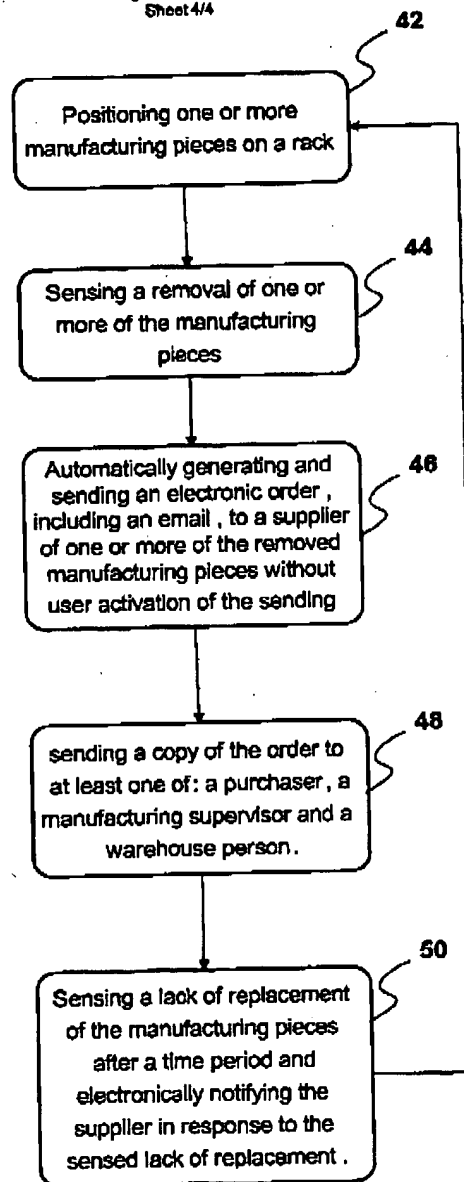 Sheet 4/4
42
Positioning one or more
manufacturing pieces on a rack
44
Sensing a removal of one or
more of the manufacturing
pieces
46
Automatically generating and
sending an electronic order,
including an email, to a supplier
of one or more of the removed
manufacturing pieces without
user activation of the sending
48
sending a copy of the order to
at least one of: a purchaser, a
manufacturing supervisor and a
warehouse person.
50
Sensing a lack of replacement
of the manufacturing pieces
after a time period and
electronically notifying the
supplier in response to the
sensed lack of replacement.